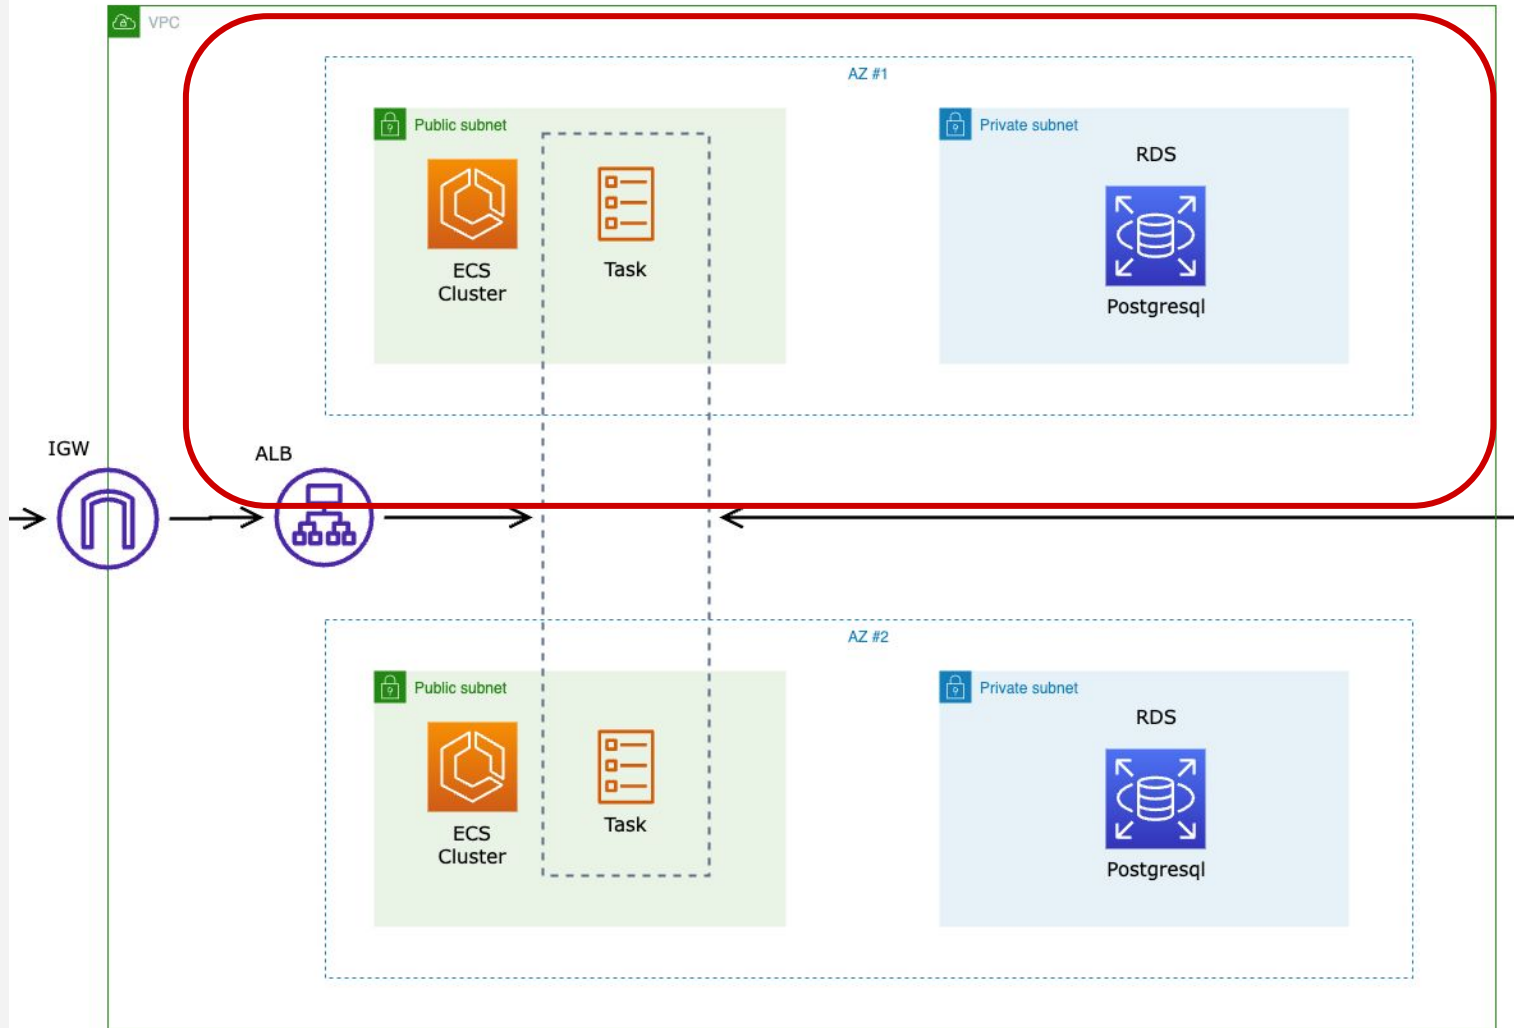 VPC
AZ #1
Public subnet
Private subnet
RDS
ECS
Cluster
Task
Postgresql
IGW
ALB
AZ #2
Public subnet
Private subnet
RDS
ECS
Cluster
Task
Postgresql